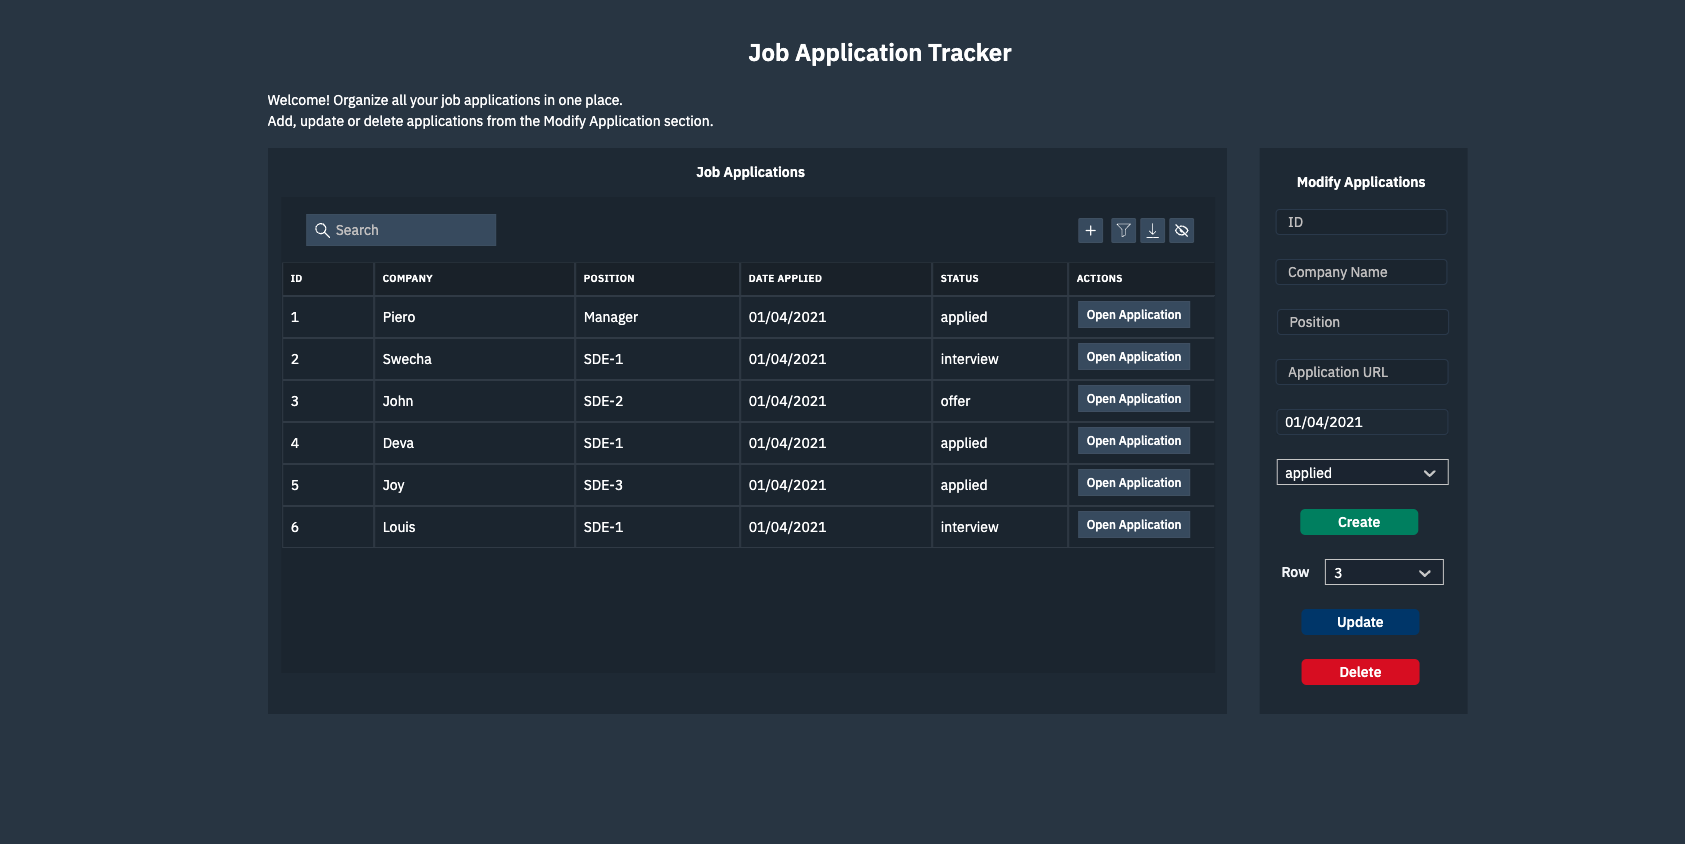 Job Application Tracker
Welcome! Organize all your job applications in one place.
Add, update or delete applications from the Modify Application section.
Job Applications
Search
ID COMPANY POSITION DATE APPLIED STATUS ACTIONS
1 Piero Manager 01/04/2021 applied Open Application
2 Swecha SDE-1 01/04/2021 interview Open Application
3 John SDE-2 01/04/2021 offer Open Application
4 Deva SDE-1 01/04/2021 applied Open Application
5 Joy SDE-3 01/04/2021 applied Open Application
6 Louis SDE-1 01/04/2021 interview Open Application
Modify Applications
ID
Company Name
Position
Application URL
01/04/2021
applied
Create
Row 3
Update
Delete